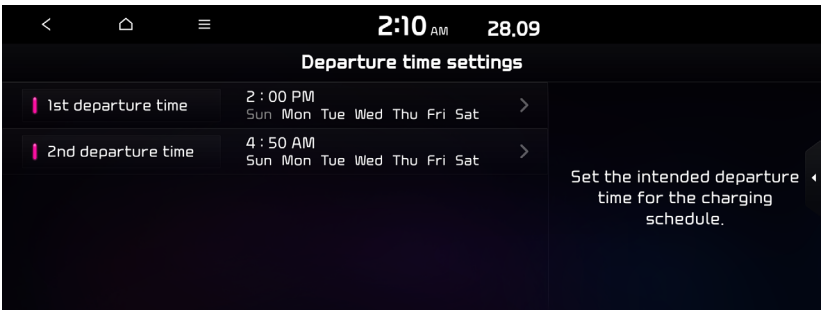 2:10 AM 28.09
Departure time settings
1st departure time
2 : 00 PM
Sun Mon Tue Wed Thu Fri Sat
2nd departure time
4 : 50 AM
Sun Mon Tue Wed Thu Fri Sat
Set the intended departure
time for the charging
schedule.